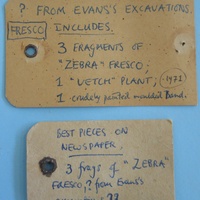 ? FROM EVANS'S EXCAVATIONS.
FRESCO INCLUDES.
3 FRAGMENTS OF
"ZEBRA" FRESCO;
1 "VETCH" PLANT; (1971)
1 crudely painted moulded Band.
BEST PIECES ON
NEWSPAPER.
3 frags of "ZEBRA"
FRESCO, ? from Evans's
??